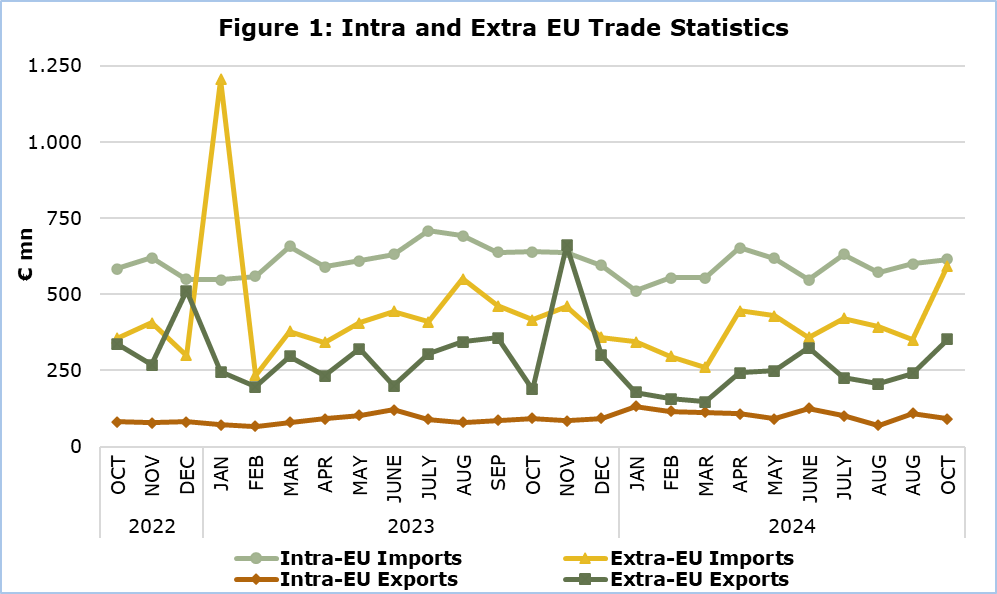 Figure 1: Intra and Extra EU Trade Statistics
1.250
1.000
750
500
250
0
€ mn
OCT NOV DEC JAN FEB MAR APR MAY JUNE JULY AUG SEP OCT NOV DEC JAN FEB MAR APR MAY JUNE JULY AUG AUG OCT
2022 2023 2024
Intra-EU Imports Extra-EU Imports
Intra-EU Exports Extra-EU Exports